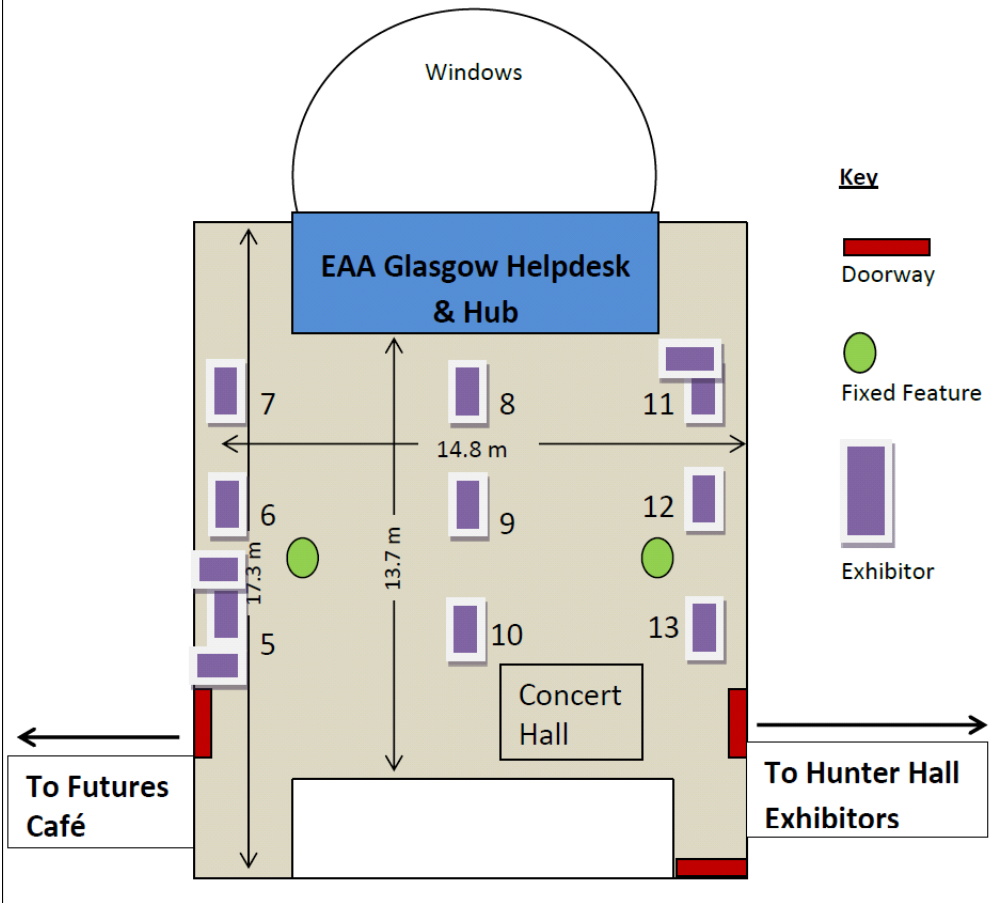 Windows
Key
EAA Glasgow Helpdesk
& Hub
Doorway
Fixed Feature
7
8
11
14.8 m
6
9
12
17.3 m
13.7 m
Exhibitor
5
10
13
Concert
Hall
To Futures
Café
To Hunter Hall
Exhibitors